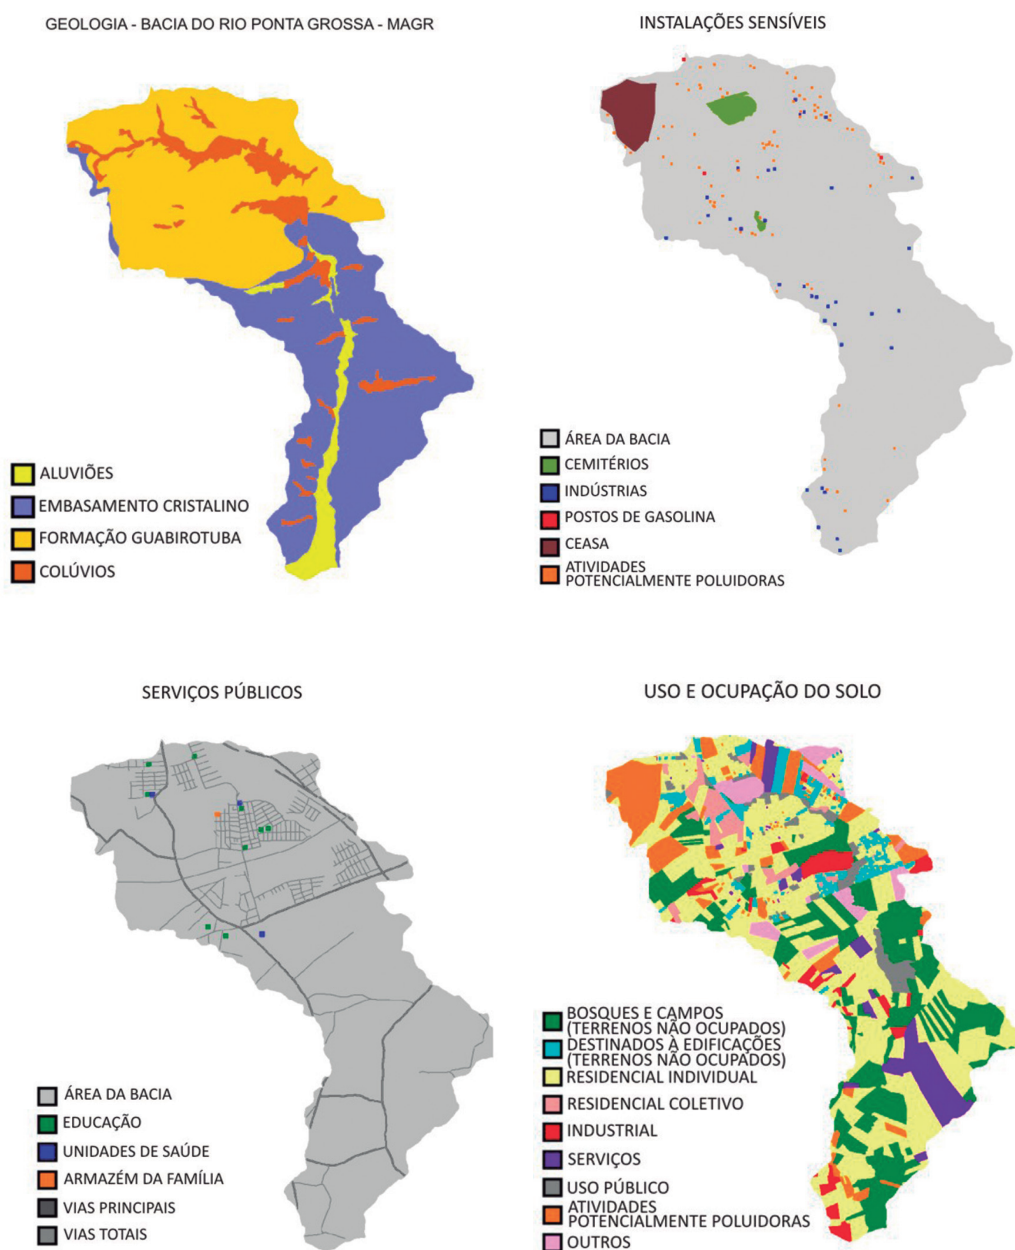 GEOLOGIA - BACIA DO RIO PONTA GROSSA - MAGR
ALUVIÕES
EMBASAMENTO CRISTALINO
FORMAÇÃO GUABIROTUBA
COLÚVIOS
INSTALAÇÕES SENSÍVEIS
ÁREA DA BACIA
CEMITÉRIOS
INDÚSTRIAS
POSTOS DE GASOLINA
CEASA
ATIVIDADES
POTENCIALMENTE POLUIDORAS
SERVIÇOS PÚBLICOS
ÁREA DA BACIA
EDUCAÇÃO
UNIDADES DE SAÚDE
ARMAZÉM DA FAMÍLIA
VIAS PRINCIPAIS
VIAS TOTAIS
USO E OCUPAÇÃO DO SOLO
BOSQUES E CAMPOS
(TERRENOS NÃO OCUPADOS)
DESTINADOS À EDIFICAÇÕES
(TERRENOS NÃO OCUPADOS)
RESIDENCIAL INDIVIDUAL
RESIDENCIAL COLETIVO
INDUSTRIAL
SERVIÇOS
USO PÚBLICO
ATIVIDADES
POTENCIALMENTE POLUIDORAS
OUTROS